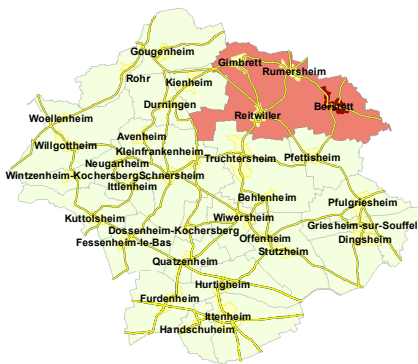 Gougenheim
Gimbrett
Rohr
Rumersheim
Kienheim
Durningen
Berstett
Woellenheim
Reitwiller
Avenheim
Willgottheim
Kleinfrankenheim
Neugartheim
Truchtersheim
Pfettisheim
Wintzenheim-Kochersberg
Schnersheim
Ittlenheim
Behlenheim
Pfulgriesheim
Kuttolsheim
Wiwersheim
Griesheim-sur-Souffel
Dossenheim-Kochersberg
Offenheim
Dingsheim
Fessenheim-le-Bas
Stutzheim
Quatzenheim
Hurtigheim
Furdenheim
Ittenheim
Handschuheim